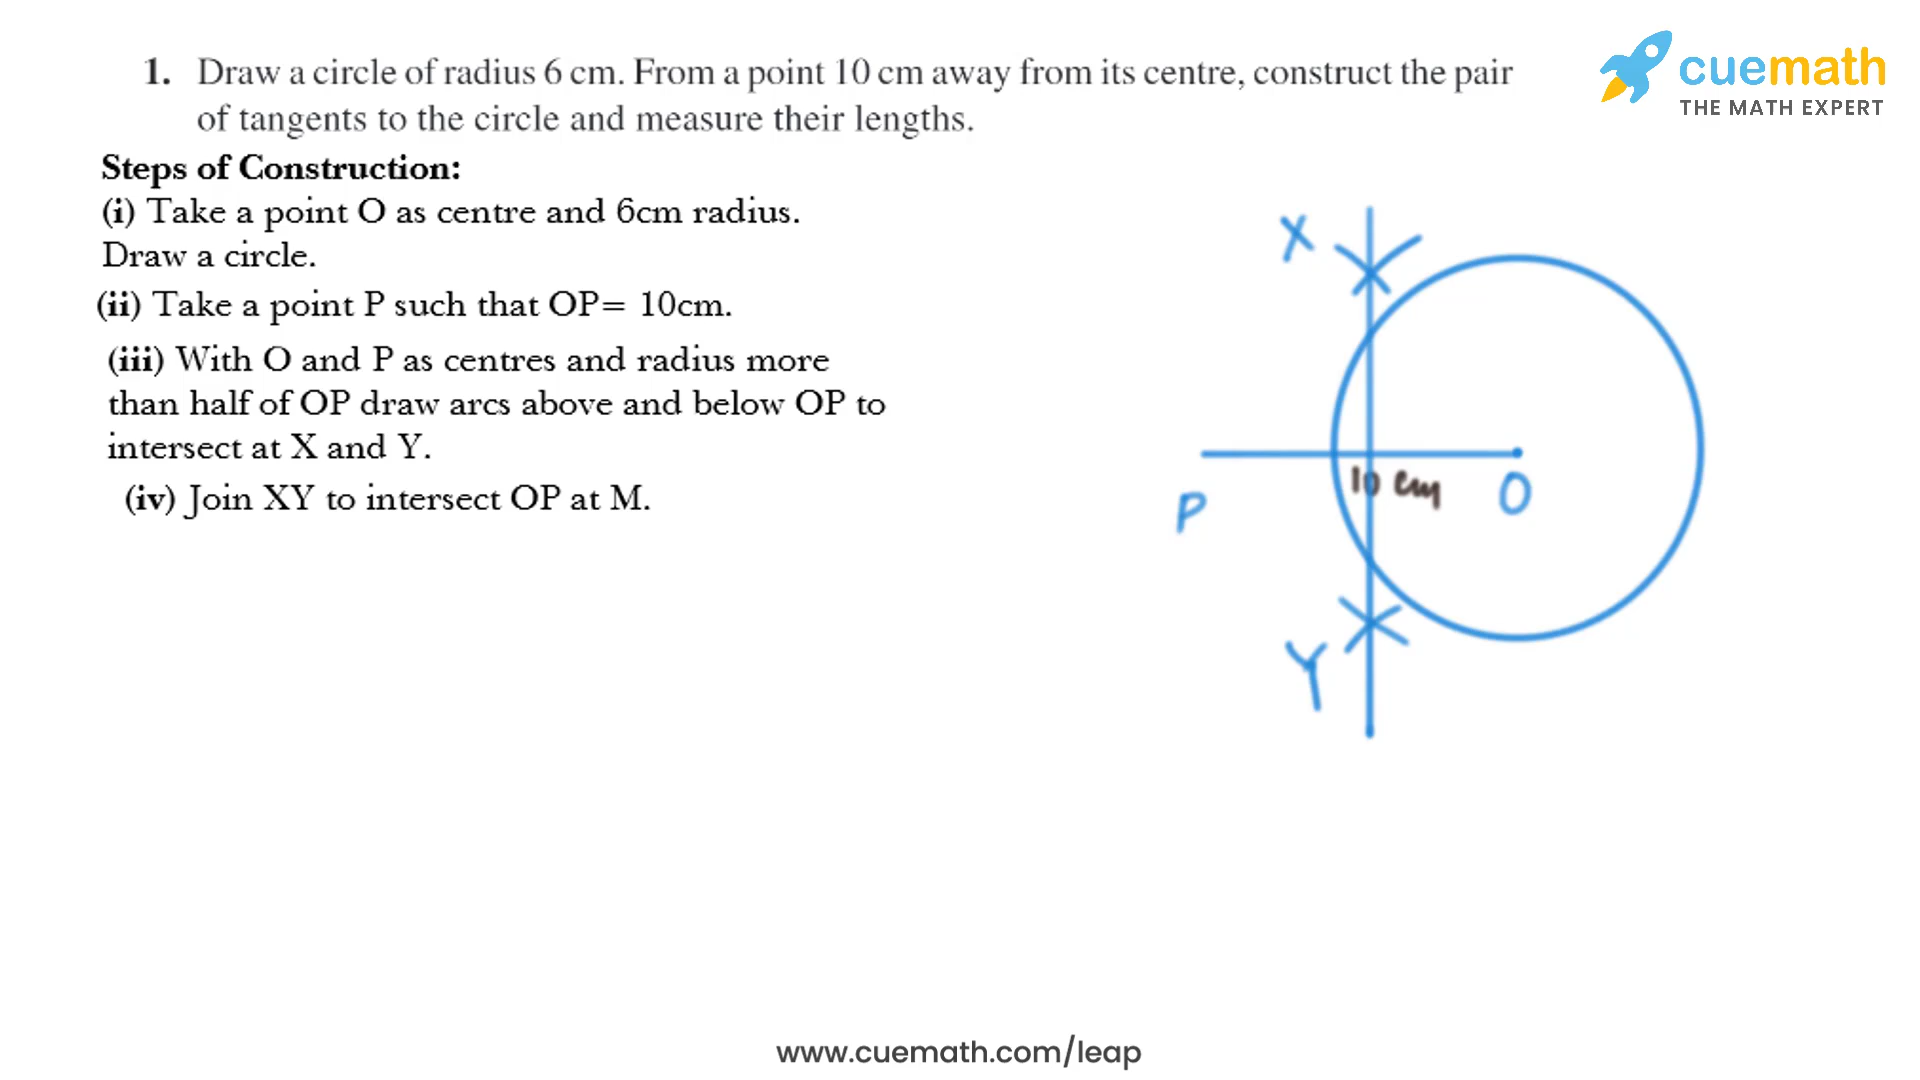 1. Draw a circle of radius 6 cm. From a point 10 cm away from its centre, construct the pair
of tangents to the circle and measure their lengths.
cuemath
THE MATH EXPERT
Steps of Construction:
(i) Take a point O as centre and 6cm radius.
Draw a circle.
(ii) Take a point P such that OP= 10cm.
(iii) With O and P as centres and radius more
than half of OP draw arcs above and below OP to
intersect at X and Y.
(iv) Join XY to intersect OP at M.
X
10 cm
O
P
Y
www.cuemath.com/leap